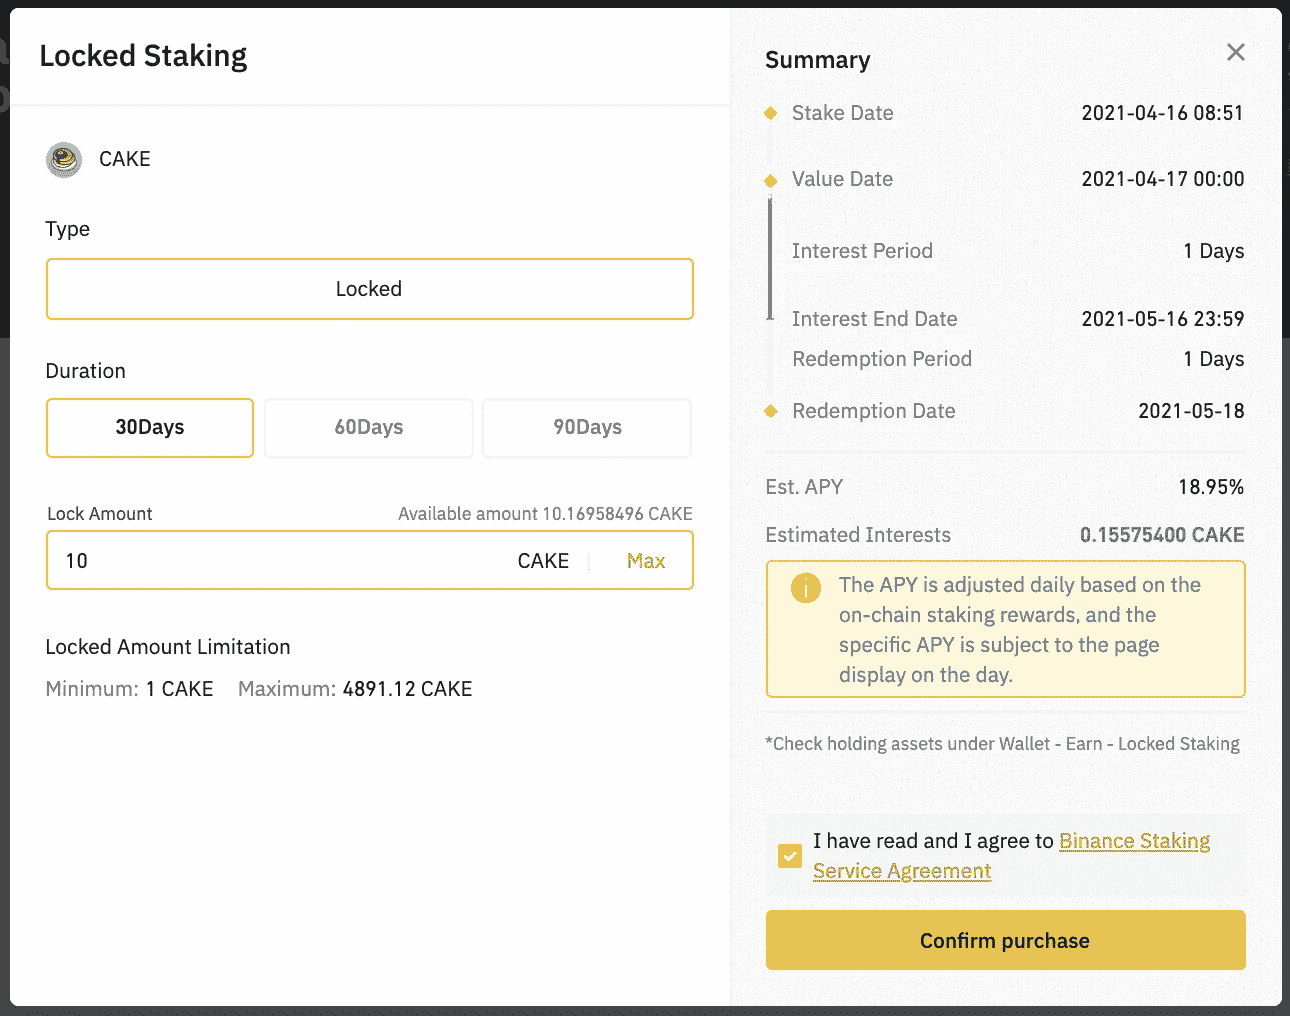 Locked Staking
CAKE
Type
Locked
Duration
30Days 60Days 90Days
Lock Amount Available amount 10.16958496 CAKE
10 CAKE Max
Locked Amount Limitation
Minimum: 1 CAKE Maximum: 4891.12 CAKE
Summary
Stake Date 2021-04-16 08:51
Value Date 2021-04-17 00:00
Interest Period 1 Days
Interest End Date 2021-05-16 23:59
Redemption Period 1 Days
Redemption Date 2021-05-18
Est. APY 18.95%
Estimated Interests 0.15575400 CAKE
The APY is adjusted daily based on the
on-chain staking rewards, and the
specific APY is subject to the page
display on the day.
*Check holding assets under Wallet - Earn - Locked Staking
I have read and I agree to Binance Staking
Service Agreement
Confirm purchase